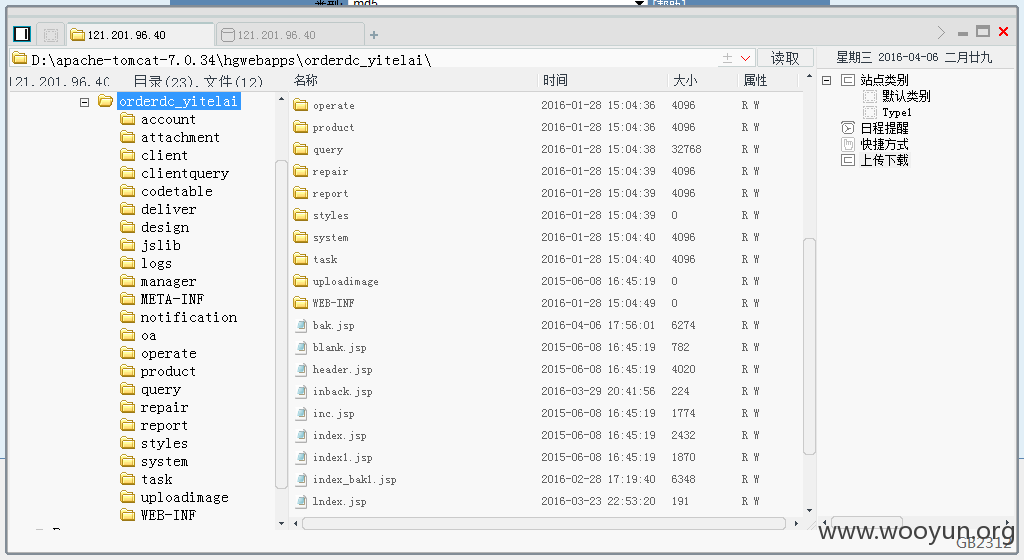 类型: md5 [帮助]
121.201.96.40 121.201.96.40 +
D:\apache-tomcat-7.0.34\hgwebapps\orderdc_yitelai\ 读取 星期三 2016-04-06 二月廿九
121.201.96.40 目录(23),文件(12) 名称 时间 大小 属性
orderdc_yitelai
account
attachment
client
clientquery
codetable
deliver
design
jslib
logs
manager
META-INF
notification
oa
operate
product
query
repair
report
styles
system
task
uploadimage
WEB-INF
operate 2016-01-28 15:04:36 4096 R W
product 2016-01-28 15:04:36 4096 R W
query 2016-01-28 15:04:38 32768 R W
repair 2016-01-28 15:04:39 4096 R W
report 2016-01-28 15:04:39 4096 R W
styles 2016-01-28 15:04:39 0 R W
system 2016-01-28 15:04:40 4096 R W
task 2016-01-28 15:04:40 4096 R W
uploadimage 2015-06-08 16:45:19 0 R W
WEB-INF 2016-01-28 15:04:49 0 R W
bak.jsp 2016-04-06 17:56:01 6274 R W
blank.jsp 2015-06-08 16:45:19 782 R W
header.jsp 2015-06-08 16:45:19 4020 R W
inback.jsp 2016-03-29 20:41:56 224 R W
inc.jsp 2015-06-08 16:45:19 1774 R W
index.jsp 2015-06-08 16:45:19 2432 R W
index1.jsp 2015-06-08 16:45:19 1870 R W
index_bak1.jsp 2016-02-28 17:19:40 6348 R W
lndex.jsp 2016-03-23 22:53:20 191 R W
站点类别
默认类别
Type1
日程提醒
快捷方式
上传下载
www.wooyun.org
GB2312